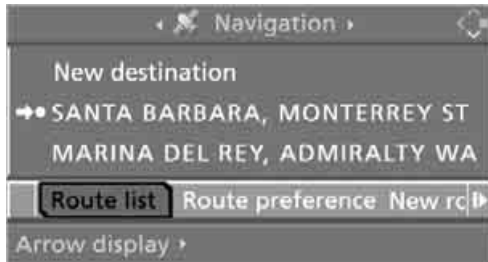 Navigation
New destination
SANTA BARBARA, MONTERREY ST
MARINA DEL REY, ADMIRALTY WA
Route list Route preference New
Arrow display